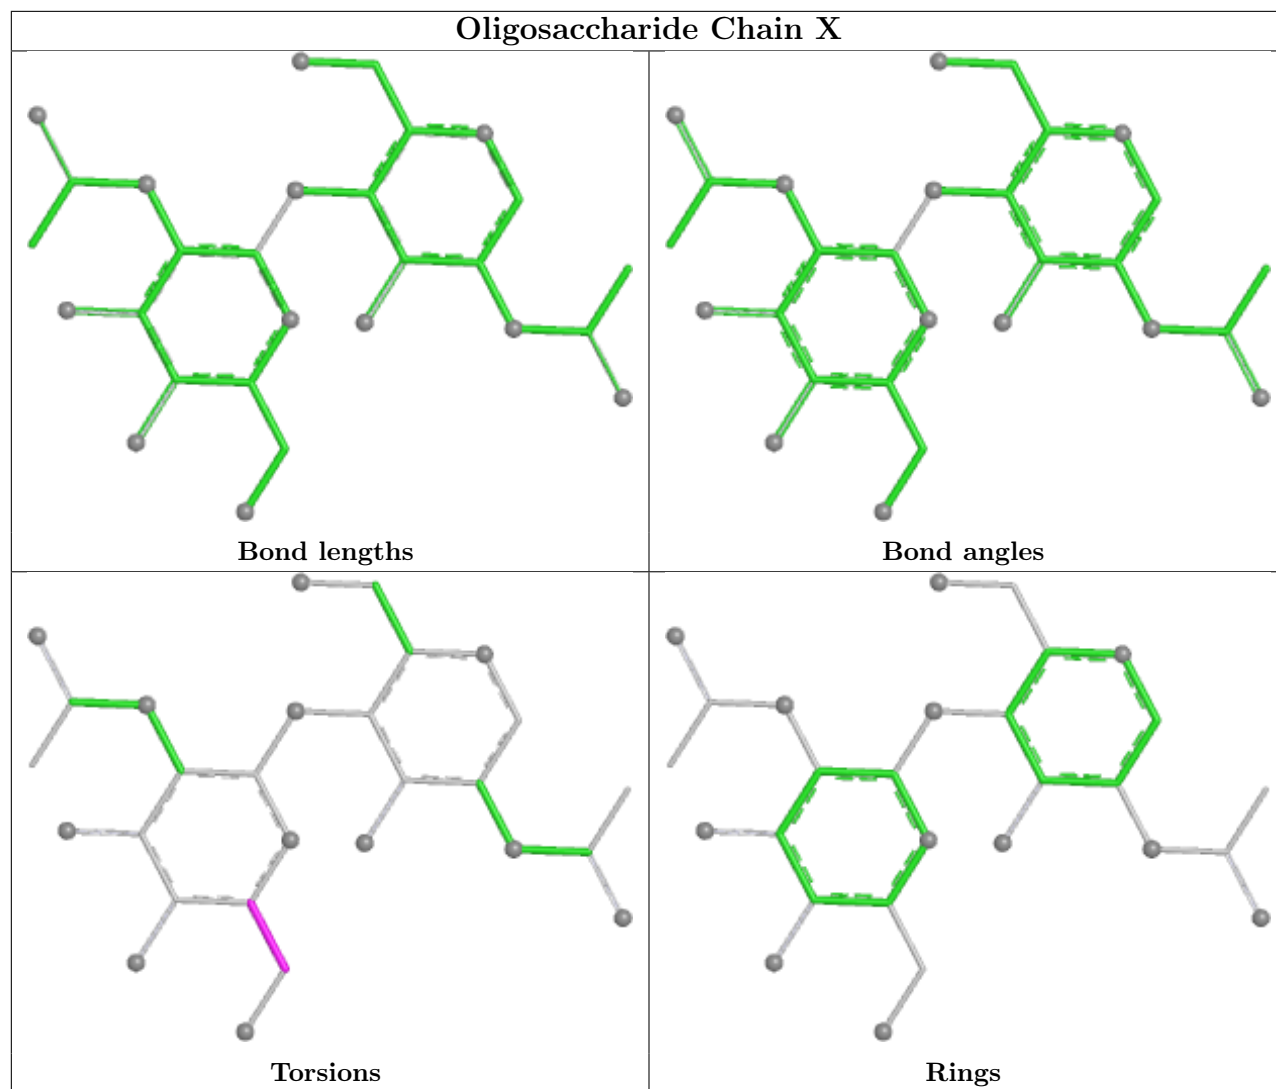 Oligosaccharide Chain X
Bond lengths
Bond angles
Torsions
Rings